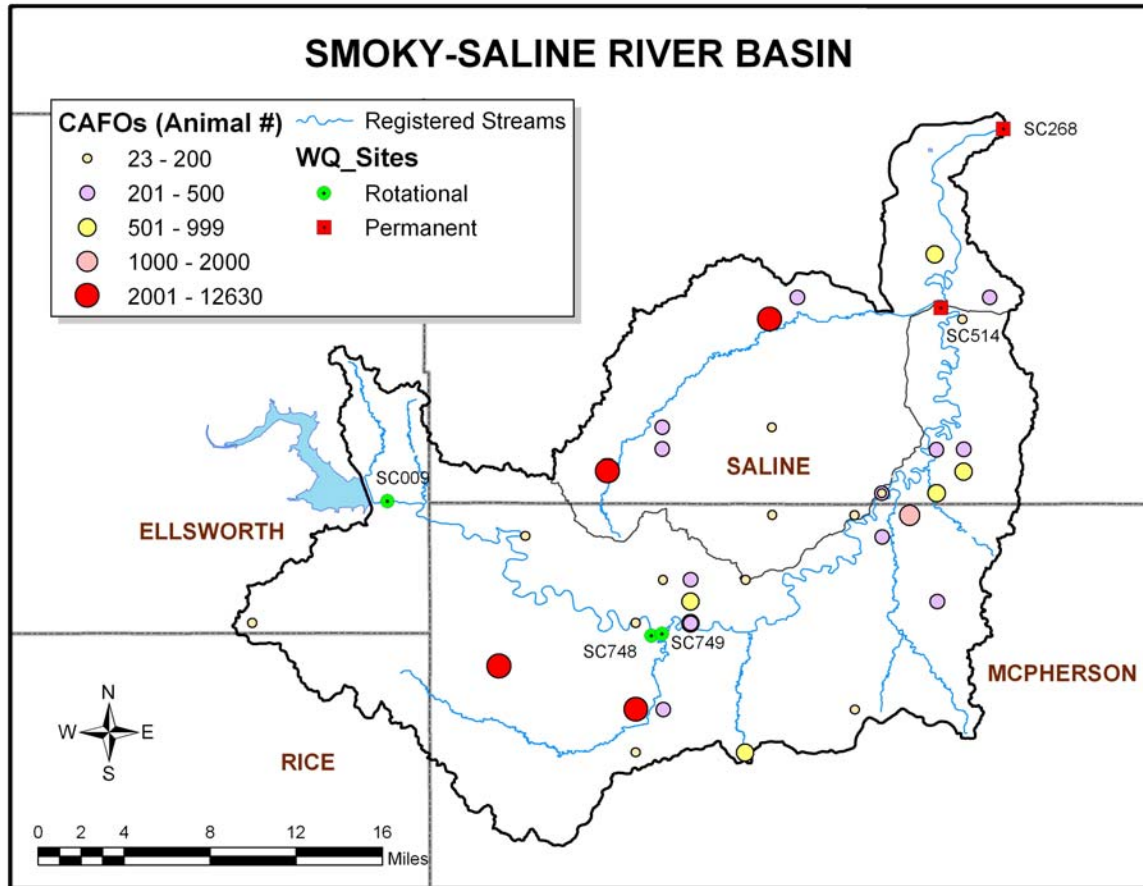 SMOKY-SALINE RIVER BASIN
CAFOs (Animal #)
23 - 200
201 - 500
501 - 999
1000 - 2000
2001 - 12630
Registered Streams
WQ_Sites
Rotational
Permanent
SC268
SC514
SC009
SALINE
ELLSWORTH
SC748
SC749
MCPHERSON
N
W E
S
RICE
0 2 4 8 12 16
Miles